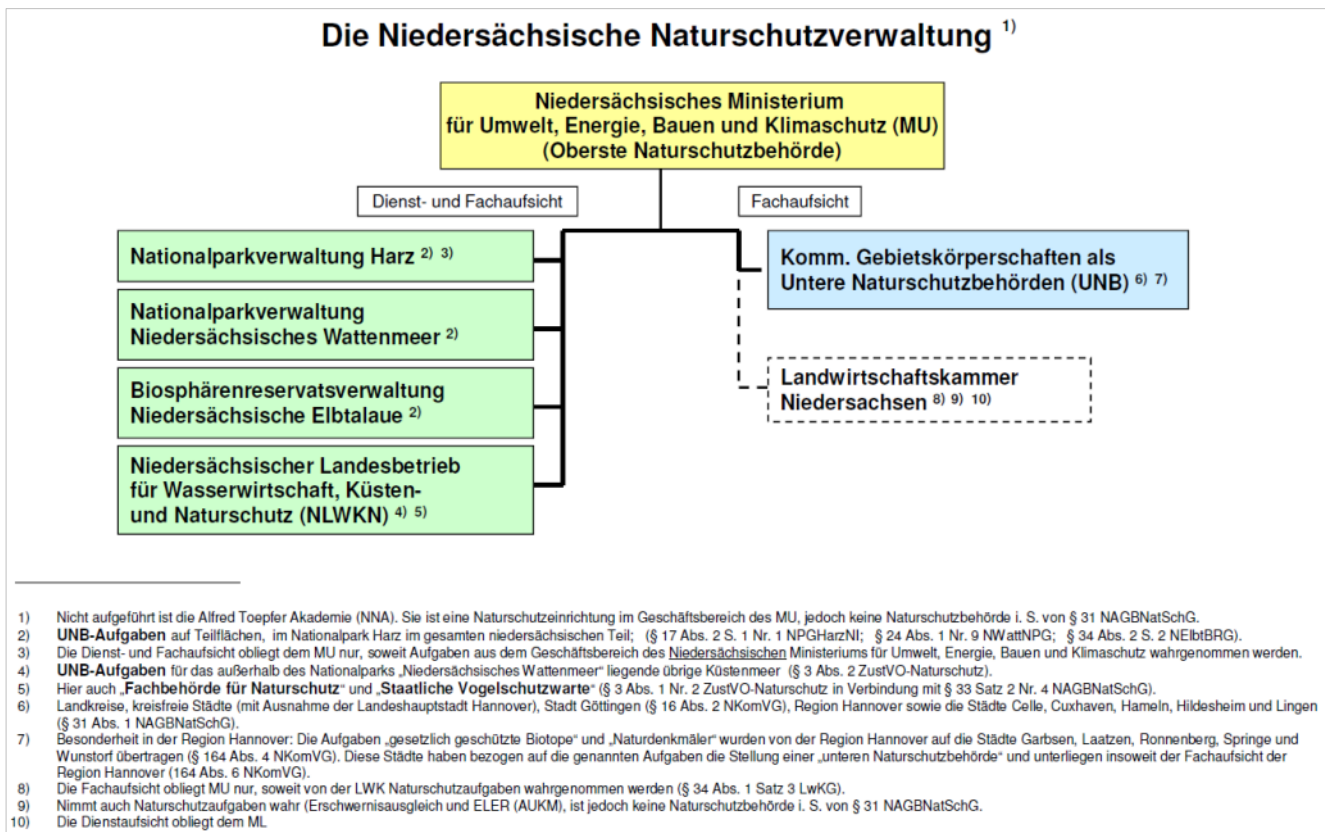 Die Niedersächsische Naturschutzverwaltung 1)
Niedersächsisches Ministerium
für Umwelt, Energie, Bauen und Klimaschutz (MU)
(Oberste Naturschutzbehörde)
Dienst- und Fachaufsicht
Fachaufsicht
Nationalparkverwaltung Harz 2) 3)
Nationalparkverwaltung
Niedersächsisches Wattenmeer 2)
Biosphärenreservatsverwaltung
Niedersächsische Elbtalaue 2)
Niedersächsischer Landesbetrieb
für Wasserwirtschaft, Küsten-
und Naturschutz (NLWKN) 4) 5)
Komm. Gebietskörperschaften als
Untere Naturschutzbehörden (UNB) 6) 7)
Landwirtschaftskammer
Niedersachsen 8) 9) 10)
1) Nicht aufgeführt ist die Alfred Toepfer Akademie (NNA). Sie ist eine Naturschutzeinrichtung im Geschäftsbereich des MU, jedoch keine Naturschutzbehörde i. S. von § 31 NAGBNatSchG.
2) UNB-Aufgaben auf Teilflächen, im Nationalpark Harz im gesamten niedersächsischen Teil; (§ 17 Abs. 2 S. 1 Nr. 1 NPGHarzNI; § 24 Abs. 1 Nr. 9 NWattNPG; § 34 Abs. 2 S. 2 NElbtBRG).
3) Die Dienst- und Fachaufsicht obliegt dem MU nur, soweit Aufgaben aus dem Geschäftsbereich des Niedersächsischen Ministeriums für Umwelt, Energie, Bauen und Klimaschutz wahrgenommen werden.
4) UNB-Aufgaben für das außerhalb des Nationalparks „Niedersächsisches Wattenmeer" liegende übrige Küstenmeer (§ 3 Abs. 2 ZustVO-Naturschutz).
5) Hier auch „Fachbehörde für Naturschutz" und „Staatliche Vogelschutzwarte" (§ 3 Abs. 1 Nr. 2 ZustVO-Naturschutz in Verbindung mit § 33 Satz 2 Nr. 4 NAGBNatSchG).
6) Landkreise, kreisfreie Städte (mit Ausnahme der Landeshauptstadt Hannover), Stadt Göttingen (§ 16 Abs. 2 NKomVG), Region Hannover sowie die Städte Celle, Cuxhaven, Hameln, Hildesheim und Lingen
(§ 31 Abs. 1 NAGBNatSchG).
7) Besonderheit in der Region Hannover: Die Aufgaben „gesetzlich geschützte Biotope" und „Naturdenkmäler" wurden von der Region Hannover auf die Städte Garbsen, Laatzen, Ronnenberg, Springe und
Wunstorf übertragen (§ 164 Abs. 4 NKomVG). Diese Städte haben bezogen auf die genannten Aufgaben die Stellung einer „unteren Naturschutzbehörde" und unterliegen insoweit der Fachaufsicht der
Region Hannover (164 Abs. 6 NKomVG).
8) Die Fachaufsicht obliegt MU nur, soweit von der LWK Naturschutzaufgaben wahrgenommen werden (§ 34 Abs. 1 Satz 3 LwKG).
9) Nimmt auch Naturschutzaufgaben wahr (Erschwernisausgleich und ELER (AUKM), ist jedoch keine Naturschutzbehörde i. S. von § 31 NAGBNatSchG.
10) Die Dienstaufsicht obliegt dem ML